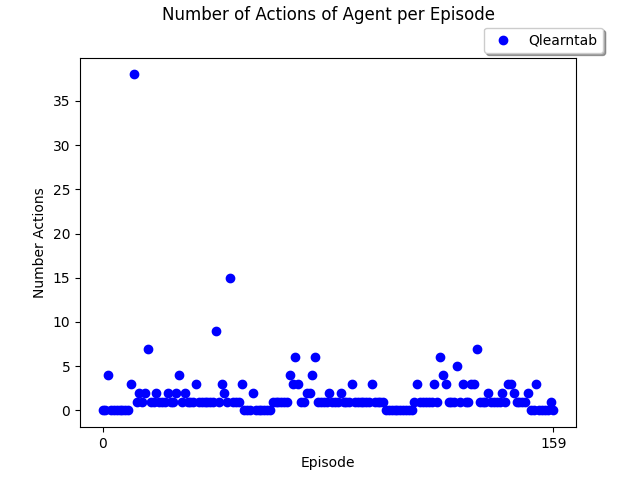 Number of Actions of Agent per Episode
Qlearntab
35
30
25
20
15
10
5
0
Number Actions
0 159
Episode